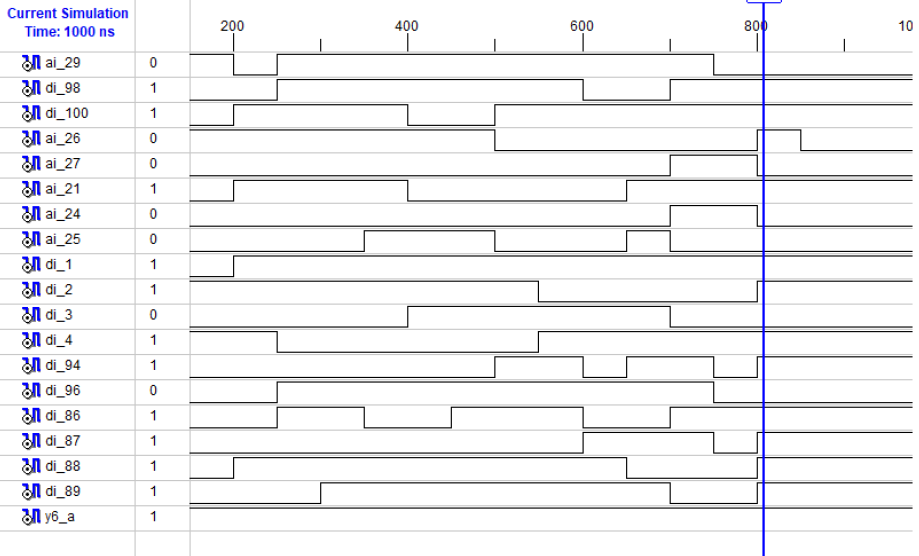 Current Simulation
Time: 1000 ns
200 400 600 800 10
ai_29 0
di_98 1
di_100 1
ai_26 0
ai_27 0
ai_21 1
ai_24 0
ai_25 0
di_1 1
di_2 1
di_3 0
di_4 1
di_94 1
di_96 0
di_86 1
di_87 1
di_88 1
di_89 1
y6_a 1